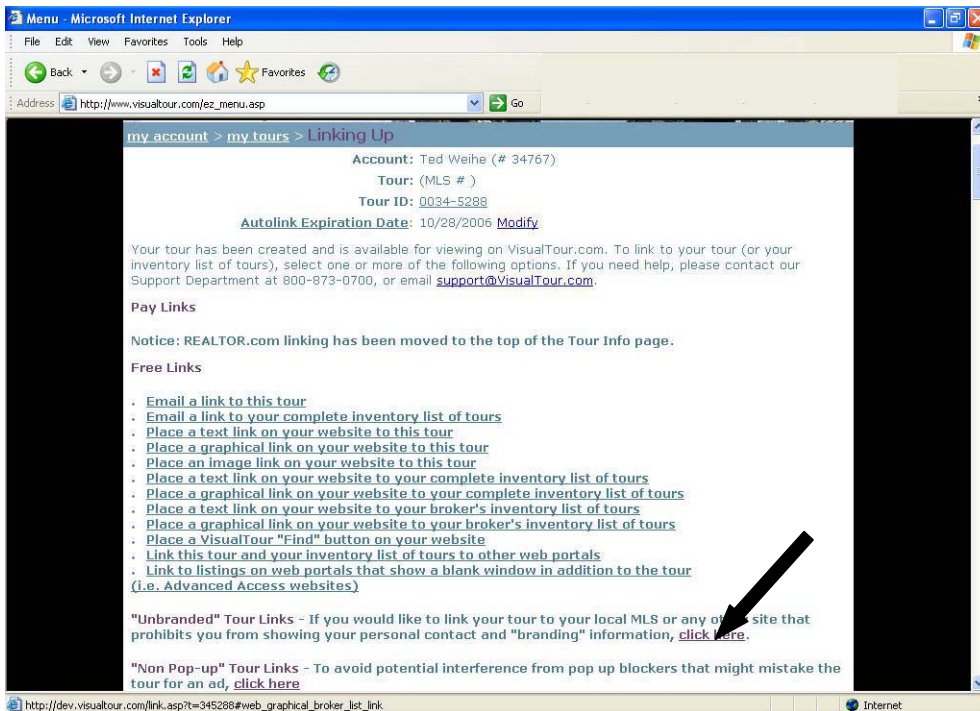 Menu - Microsoft Internet Explorer
File Edit View Favorites Tools Help
Back Favorites
Address http://www.visualtour.com/ez_menu.asp Go
my account > my tours > Linking Up
Account: Ted Weihe (# 34767)
Tour: (MLS # )
Tour ID: 0034-5288
Autolink Expiration Date: 10/28/2006 Modify
Your tour has been created and is available for viewing on VisualTour.com. To link to your tour (or your
inventory list of tours), select one or more of the following options. If you need help, please contact our
Support Department at 800-873-0700, or email support@VisualTour.com.
Pay Links
Notice: REALTOR.com linking has been moved to the top of the Tour Info page.
Free Links
. Email a link to this tour
. Email a link to your complete inventory list of tours
. Place a text link on your website to this tour
. Place a graphical link on your website to this tour
. Place an image link on your website to this tour
. Place a text link on your website to your complete inventory list of tours
. Place a graphical link on your website to your complete inventory list of tours
. Place a text link on your website to your broker's inventory list of tours
. Place a graphical link on your website to your broker's inventory list of tours
. Place a VisualTour "Find" button on your website
. Link this tour and your inventory list of tours to other web portals
. Link to listings on web portals that show a blank window in addition to the tour
(i.e. Advanced Access websites)
"Unbranded" Tour Links - If you would like to link your tour to your local MLS or any other site that
prohibits you from showing your personal contact and "branding" information, click here.
"Non Pop-up" Tour Links - To avoid potential interference from pop up blockers that might mistake the
tour for an ad, click here
http://dev.visualtour.com/link.asp?t=345288#web_graphical_broker_list_link Internet